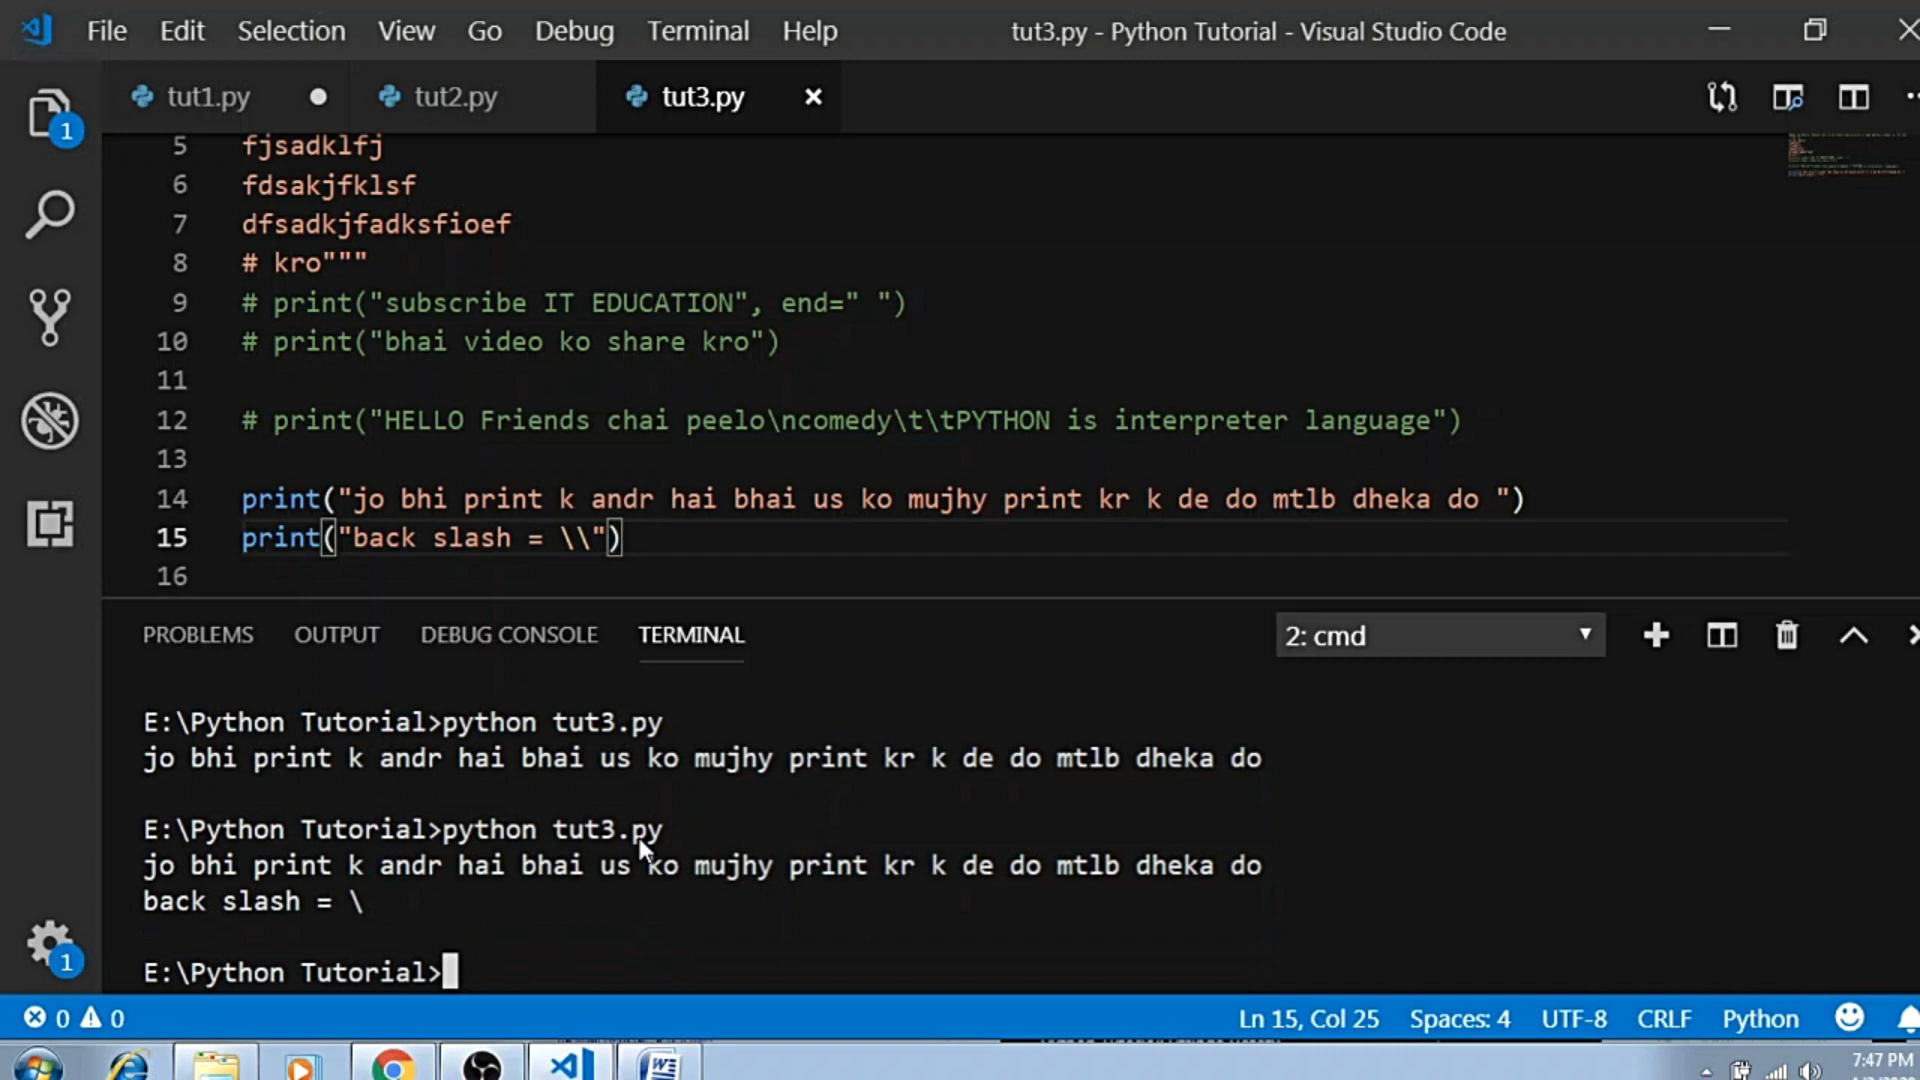 File Edit Selection View Go Debug Terminal Help tut3.py - Python Tutorial - Visual Studio Code
1 tut1.py tut2.py tut3.py
5 fjsadklfj
6 fdsakjfklsf
7 dfsadkjfadksfioef
8 # kro"""
9 # print("subscribe IT EDUCATION", end=" ")
10 # print("bhai video ko share kro")
11
12 # print("HELLO Friends chai peelo\ncomedy\t\tPYTHON is interpreter language")
13
14 print("jo bhi print k andr hai bhai us ko mujhy print kr k de do mtlb dheka do ")
15 print("back slash = \\")
16
PROBLEMS OUTPUT DEBUG CONSOLE TERMINAL 2: cmd
E:\Python Tutorial>python tut3.py
jo bhi print k andr hai bhai us ko mujhy print kr k de do mtlb dheka do
E:\Python Tutorial>python tut3.py
jo bhi print k andr hai bhai us ko mujhy print kr k de do mtlb dheka do
back slash = \
1 E:\Python Tutorial>
0 0 Ln 15, Col 25 Spaces: 4 UTF-8 CRLF Python
7:47 PM